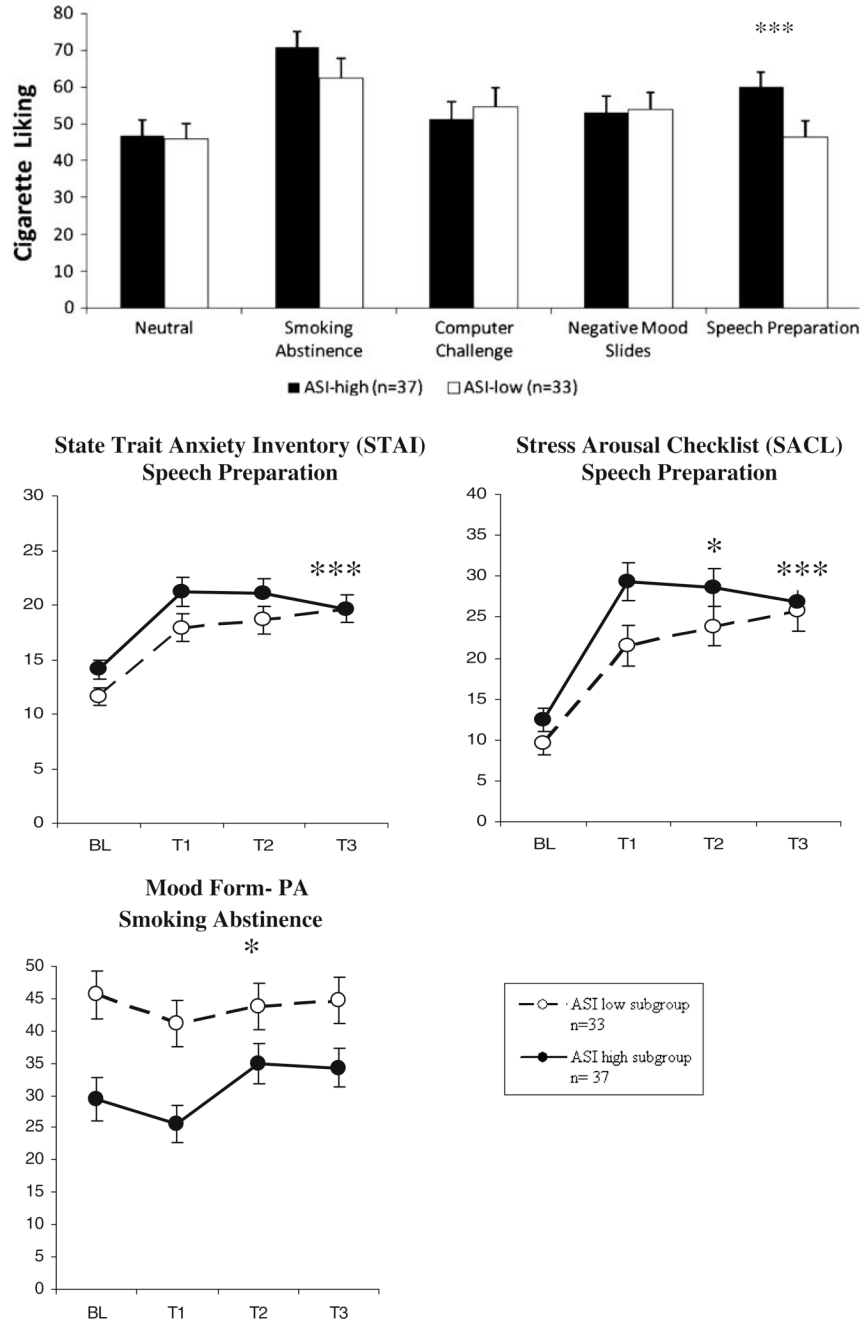 80
***
70
60
50
40
30
20
10
0
Cigarette Liking
Neutral
Smoking
Abstinence
Computer
Challenge
Negative Mood
Slides
Speech Preparation
ASI-high (n=37)
ASI-low (n=33)
State Trait Anxiety Inventory (STAI)
Speech Preparation
30
25
***
20
15
10
5
0
BL T1 T2 T3
Stress Arousal Checklist (SACL)
Speech Preparation
40
35
*
***
30
25
20
15
10
5
0
BL T1 T2 T3
Mood Form- PA
Smoking Abstinence
*
50
45
40
35
30
25
20
15
10
5
0
BL T1 T2 T3
ASI low subgroup
n=33
ASI high subgroup
n= 37